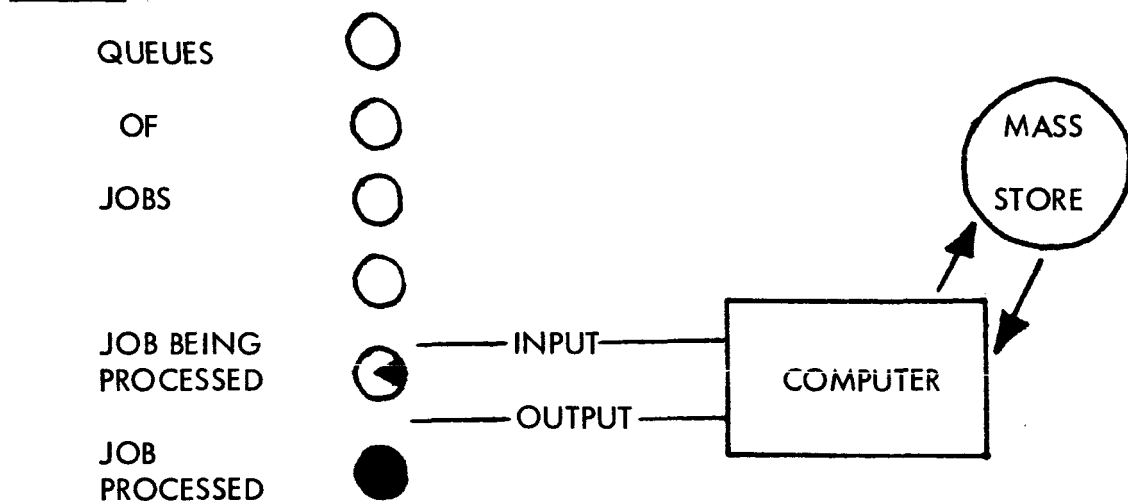 QUEUES
OF
JOBS
MASS
STORE
JOB BEING
PROCESSED
INPUT
COMPUTER
OUTPUT
JOB
PROCESSED